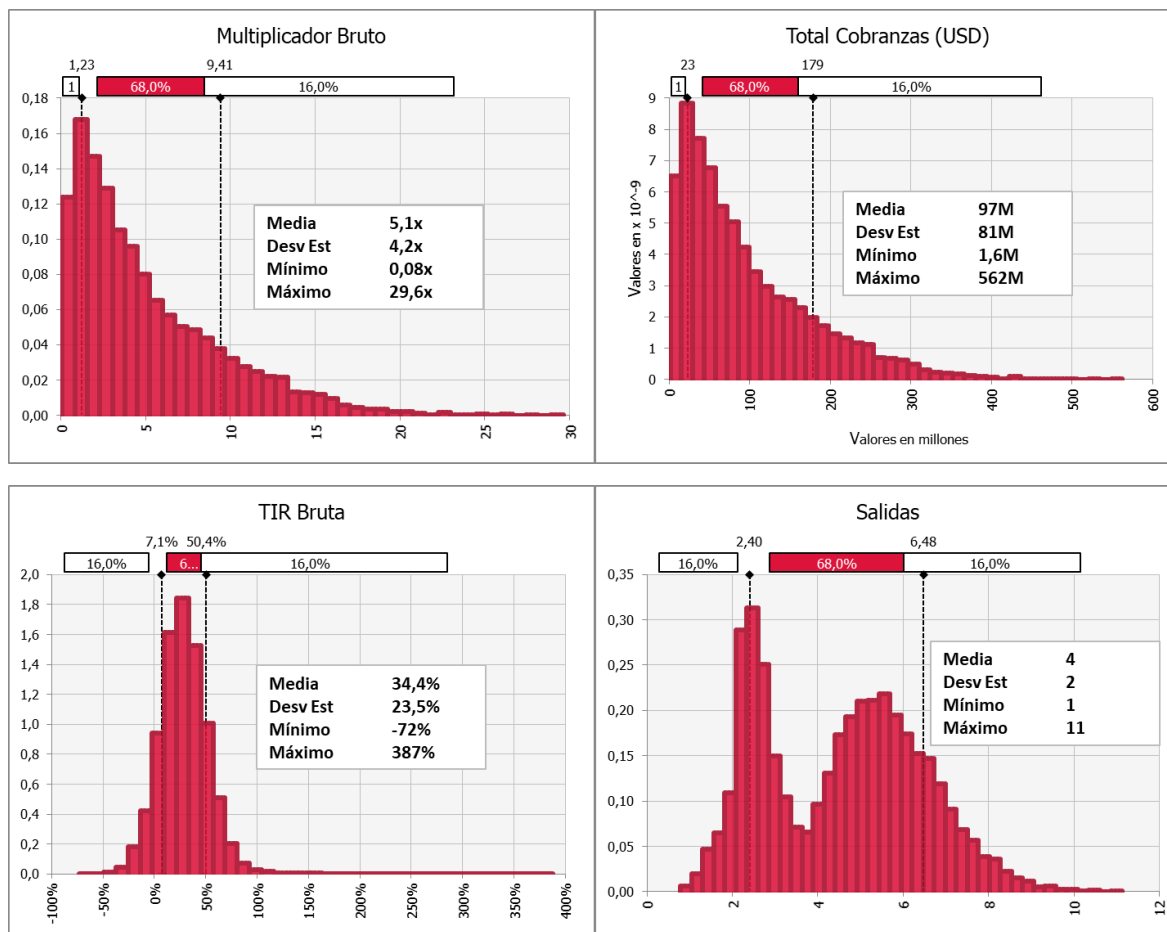 Multiplicador Bruto
1,23 9,41
1 68,0% 16,0%
0,18
0,16
0,14
0,12
0,10
0,08
0,06
0,04
0,02
0,00
Media 5,1x
Desv Est 4,2x
Mínimo 0,08x
Máximo 29,6x
0 5 10 15 20 25 30
Total Cobranzas (USD)
23 179
1 68,0% 16,0%
9
8
7
6
5
4
3
2
1
0
Valores en x 10^-9
Media 97M
Desv Est 81M
Mínimo 1,6M
Máximo 562M
0 100 200 300 400 500 600
Valores en millones
TIR Bruta
7,1% 50,4%
16,0% 6... 16,0%
2,0
1,8
1,6
1,4
1,2
1,0
0,8
0,6
0,4
0,2
0,0
Media 34,4%
Desv Est 23,5%
Mínimo -72%
Máximo 387%
-100% -50% 0% 50% 100% 150% 200% 250% 300% 350% 400%
Salidas
2,40 6,48
16,0% 68,0% 16,0%
0,35
0,30
0,25
0,20
0,15
0,10
0,05
0,00
Media 4
Desv Est 2
Mínimo 1
Máximo 11
0 2 4 6 8 10 12